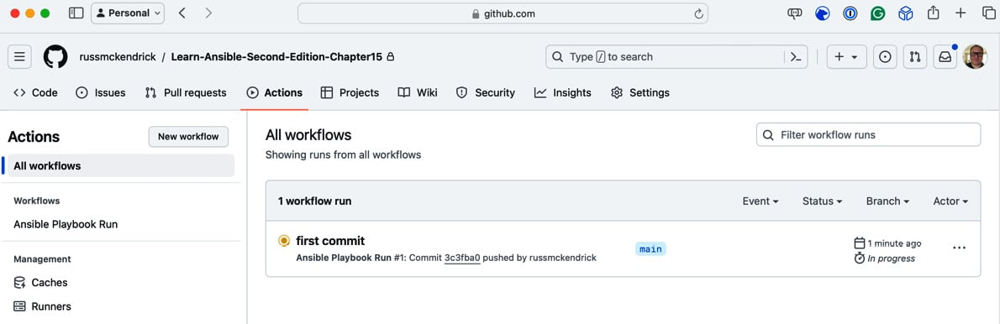 Personal
github.com
russmckendrick / Learn-Ansible-Second-Edition-Chapter15
Type / to search
Code Issues Pull requests Actions Projects Wiki Security Insights Settings
Actions
New workflow
All workflows
Workflows
Ansible Playbook Run
Management
Caches
Runners
All workflows
Showing runs from all workflows
Filter workflow runs
1 workflow run
Event Status Branch Actor
first commit
Ansible Playbook Run #1: Commit 3c3fba0 pushed by russmckendrick
main
1 minute ago
In progress